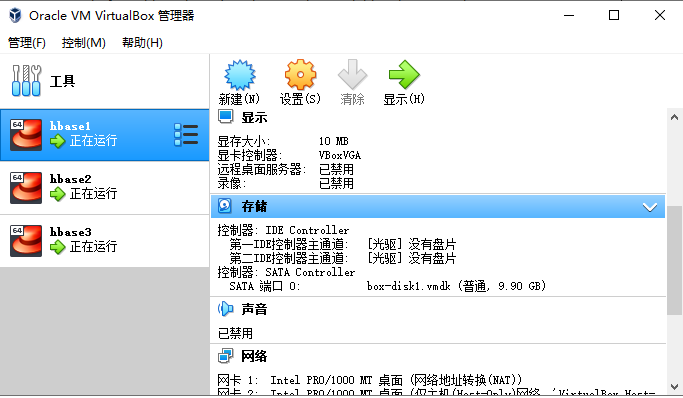 Oracle VM VirtualBox 管理器
管理(F) 控制(M) 帮助(H)
工具
新建(N) 设置(S) 清除 显示(H)
64 hbase1
正在运行
64 hbase2
正在运行
64 hbase3
正在运行
显示
显存大小: 10 MB
显卡控制器: VBoxVGA
远程桌面服务器: 已禁用
录像: 已禁用
存储
控制器: IDE Controller
第一IDE控制器主通道: [光驱] 没有盘片
第二IDE控制器主通道: [光驱] 没有盘片
控制器: SATA Controller
SATA 端口 0: box-disk1.vmdk (普通, 9.90 GB)
声音
已禁用
网络
网卡 1: Intel PRO/1000 MT 桌面 (网络地址转换(NAT))
网卡 2: Intel PRO/1000 MT 桌面 (仅主机(Host-Only)网络, 'VirtualBox Host-